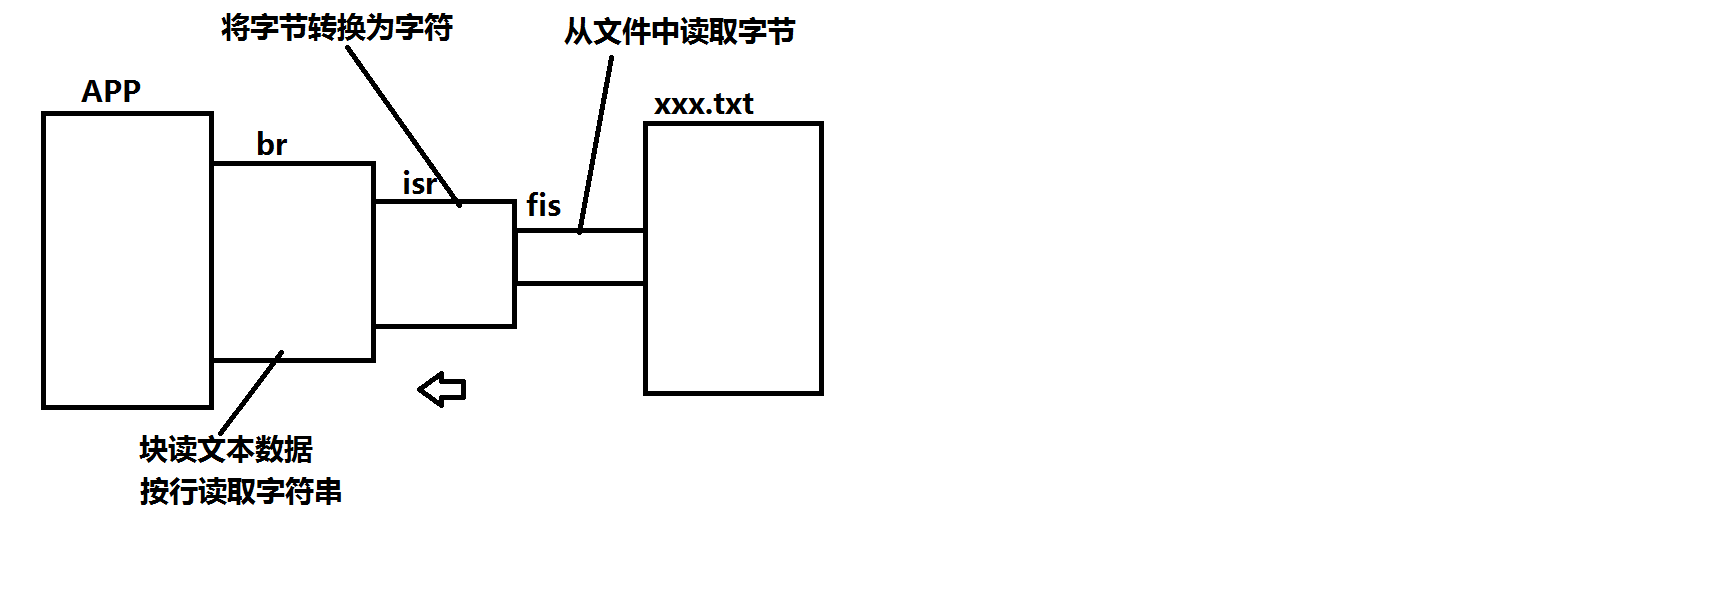 将字节转换为字符
从文件中读取字节
APP
xxx.txt
br
isr
fis
块读文本数据
按行读取字符串